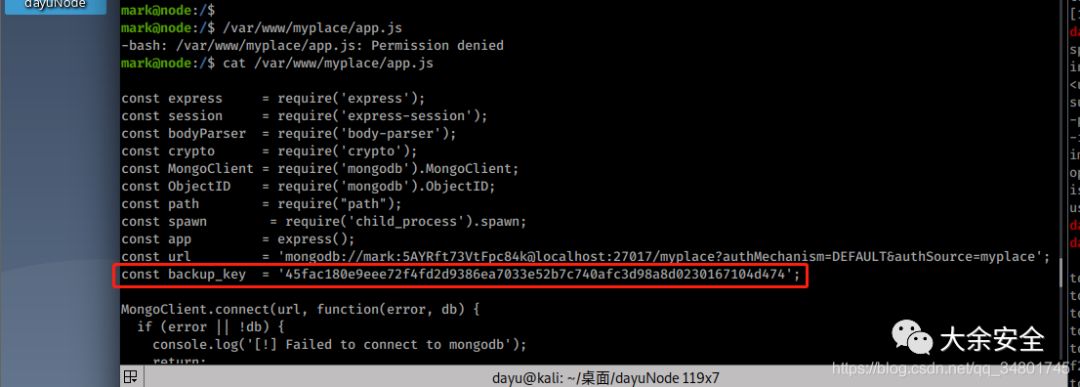 dayuNode
mark@node:/$
mark@node:/$ /var/www/myplace/app.js
-bash: /var/www/myplace/app.js: Permission denied
mark@node:/$ cat /var/www/myplace/app.js
const express     = require('express');
const session     = require('express-session');
const bodyParser  = require('body-parser');
const crypto      = require('crypto');
const MongoClient = require('mongodb').MongoClient;
const ObjectID    = require('mongodb').ObjectID;
const path        = require("path");
const spawn        = require('child_process').spawn;
const app         = express();
const url         = 'mongodb://mark:5AYRft73VtFpc84k@localhost:27017/myplace?authMechanism=DEFAULT&authSource=myplace';
const backup_key  = '45fac180e9eee72f4fd2d9386ea7033e52b7c740afc3d98a8d0230167104d474';
MongoClient.connect(url, function(error, db) {
  if (error || !db) {
    console.log('[!] Failed to connect to mongodb');
    return;
大余安全
https://blog.csdn.net/qq_34801745
dayu@kali: ~/桌面/dayuNode 119x7